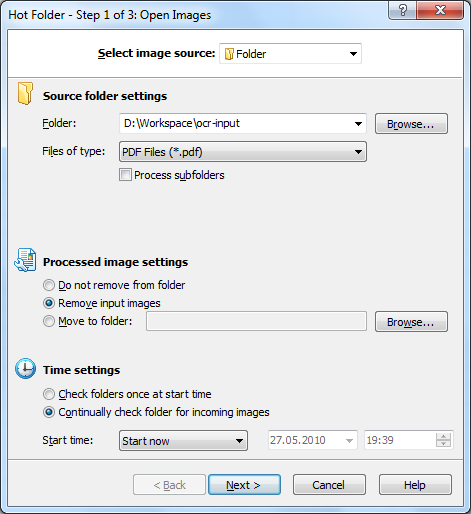 Hot Folder - Step 1 of 3: Open Images
Select image source: Folder
Source folder settings
Folder: D:\Workspace\ocr-input Browse...
Files of type: PDF Files (*.pdf)
Process subfolders
Processed image settings
Do not remove from folder
Remove input images
Move to folder: Browse...
Time settings
Check folders once at start time
Continually check folder for incoming images
Start time: Start now 27.05.2010 19:39
< Back Next > Cancel Help